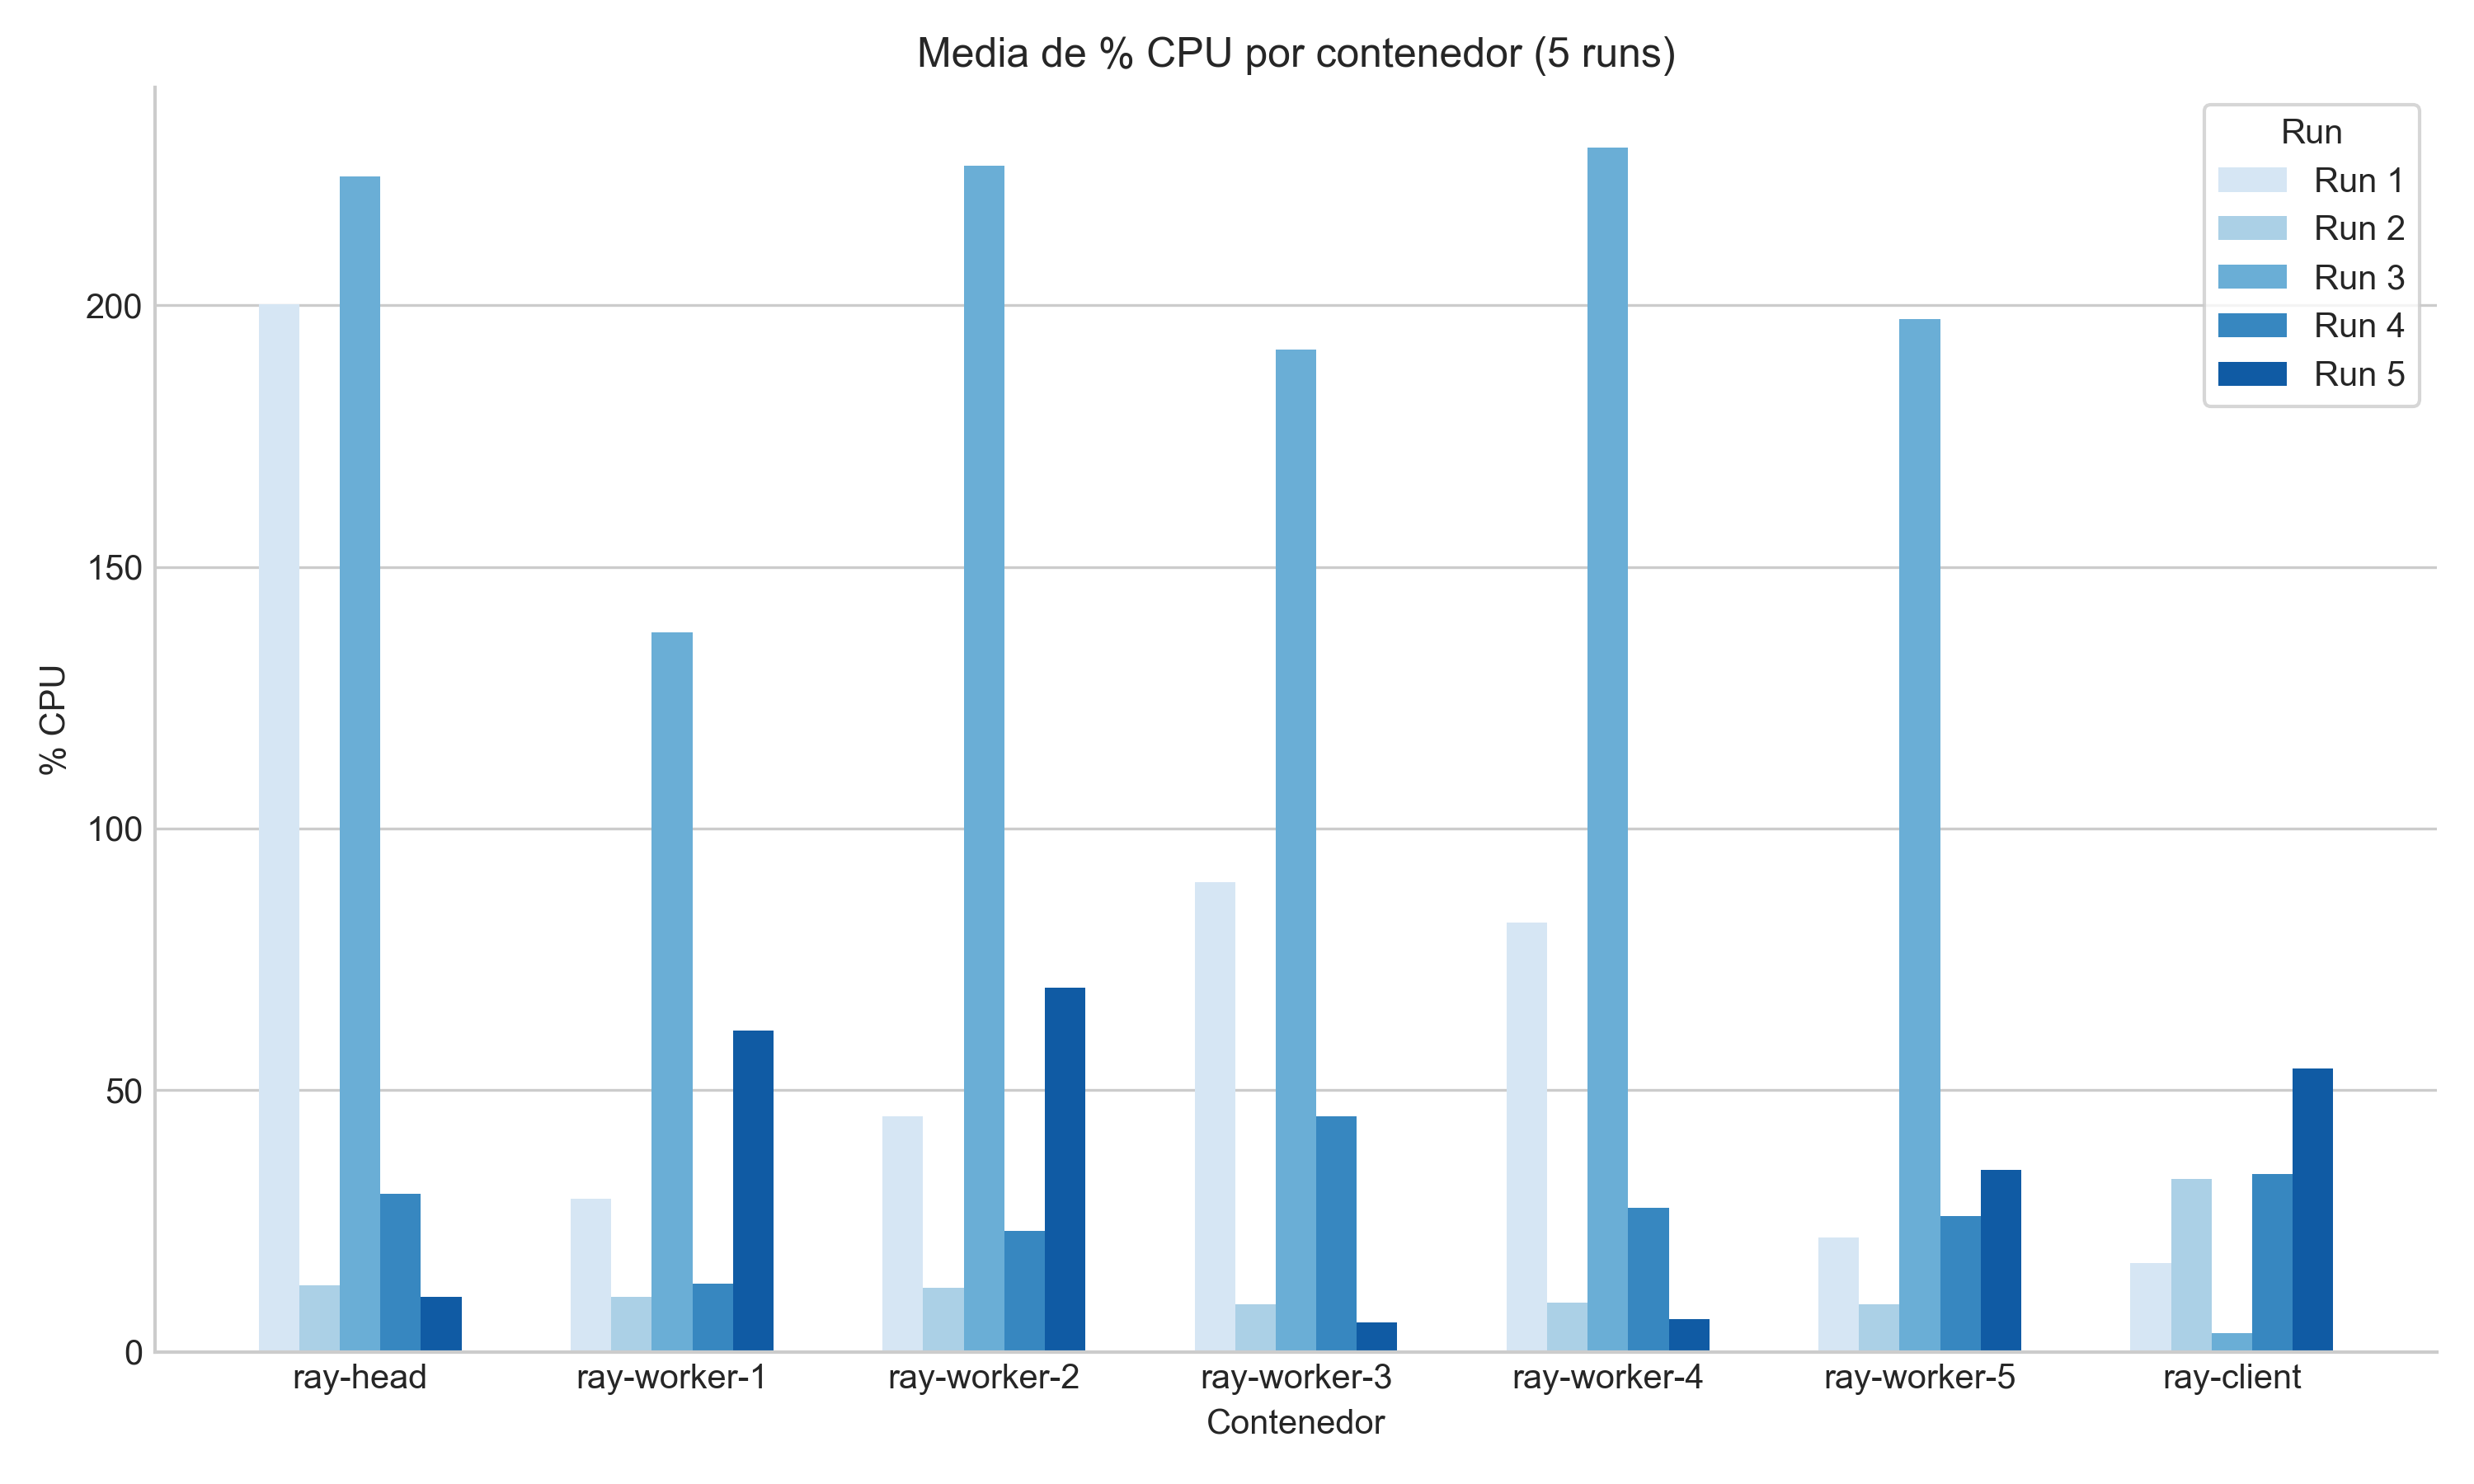 Media de % CPU por contenedor (5 runs)
Run
Run 1
Run 2
Run 3
Run 4
Run 5
% CPU
200
150
100
50
0
ray-head
ray-worker-1
ray-worker-2
ray-worker-3
ray-worker-4
ray-worker-5
ray-client
Contenedor